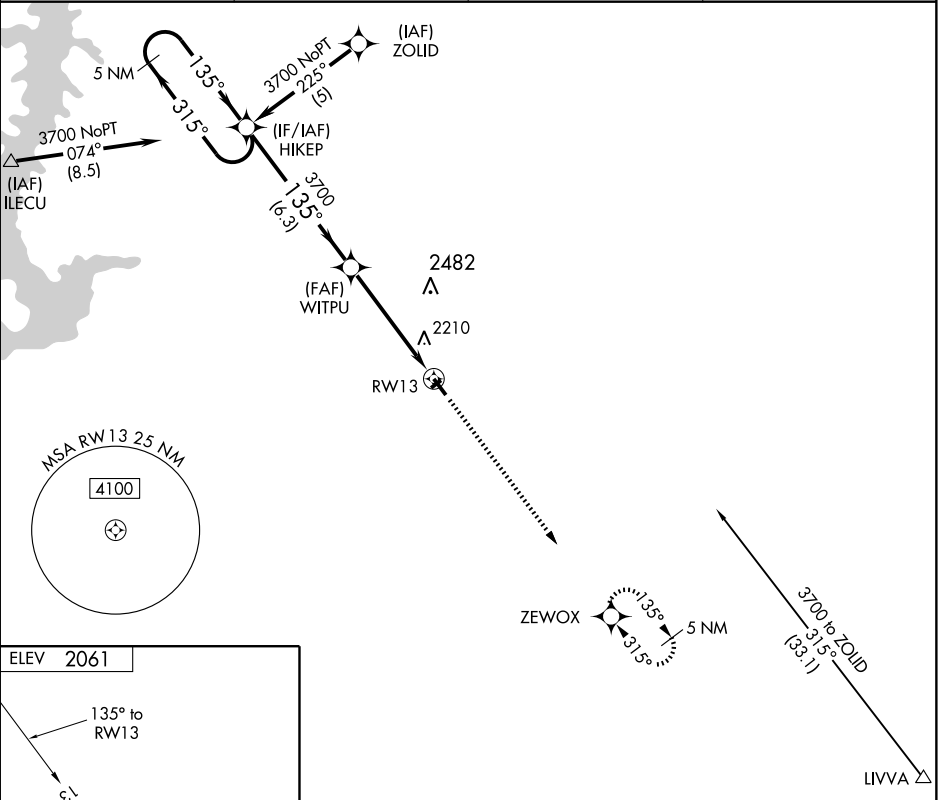 (IAF)
ZOLID
3700 NoPT
225°
(5)
5 NM
135°
315°
(IF/IAF)
HIKEP
3700 NoPT
074°
(8.5)
(IAF)
ILECU
3700
135°
(6.3)
2482
(FAF)
WITPU
2210
RW13
MSA RW13 25 NM
4100
ZEWOX
135°
315°
5 NM
3700 to ZOLID
315°
(33.1)
LIVVA
ELEV 2061
135° to
RW13
13